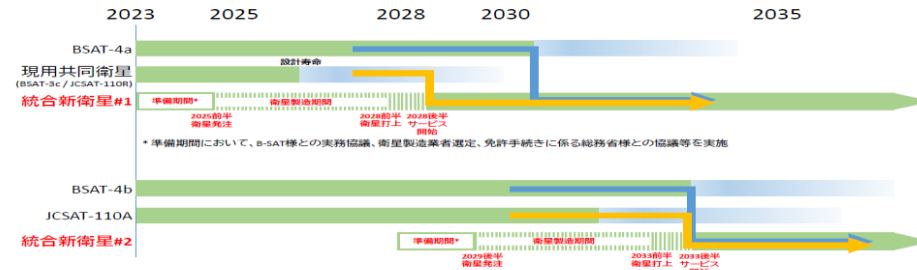 2023 2025 2028 2030 2035
BSAT-4a
設計寿命
現用共同衛星
(BSAT-3c / JCSAT-110R)
統合新衛星#1
準備期間*
衛星製造期間
2025前半
衛星発注
2028前半
衛星打上
2028後半
サービス
開始
* 準備期間において、B-SAT様との実務協議、衛星製造業者選定、免許手続きに係る総務省様との協議等を実施
BSAT-4b
JCSAT-110A
統合新衛星#2
準備期間*
衛星製造期間
2029後半
衛星発注
2033前半
衛星打上
2033後半
サービス